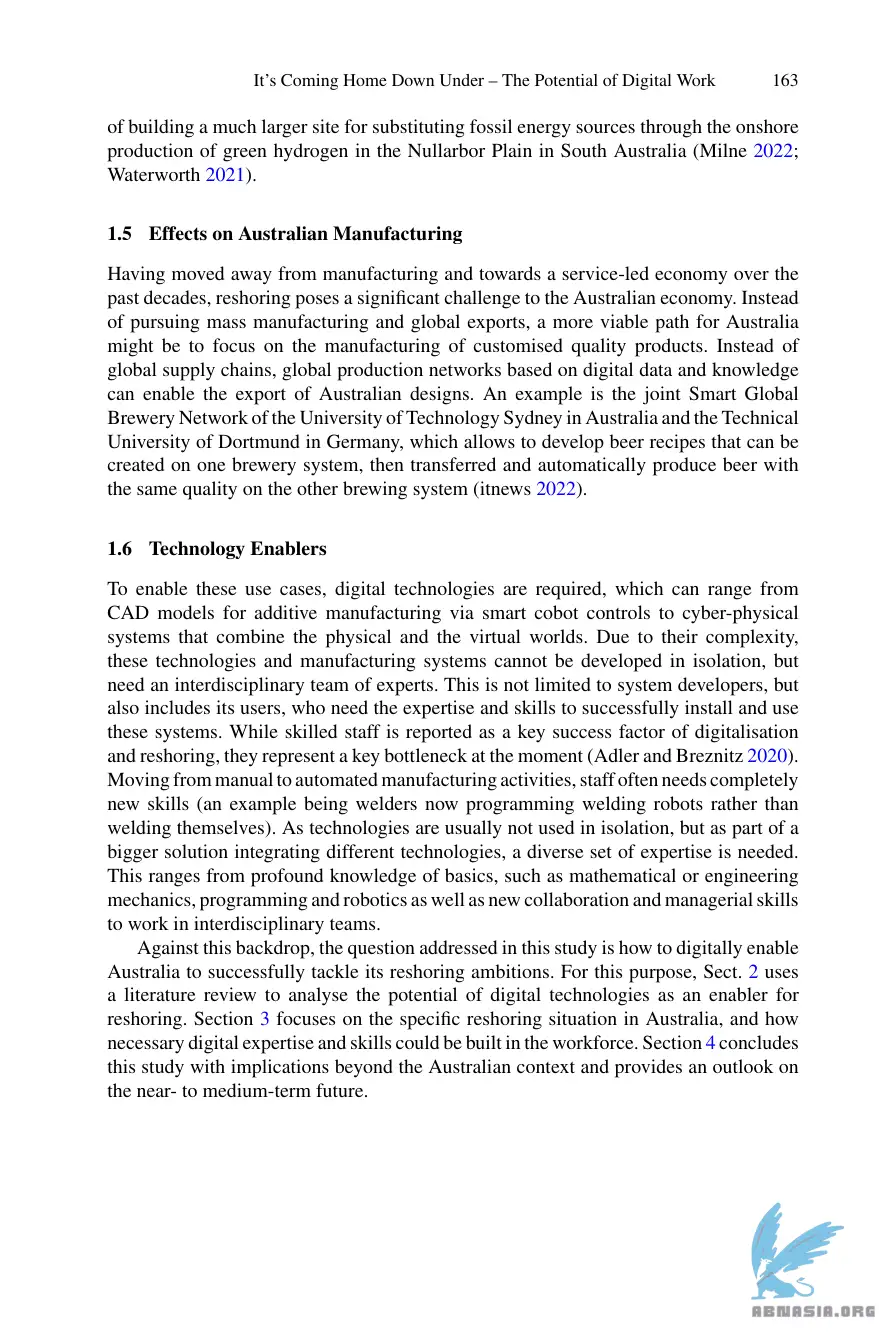 It's Coming Home Down Under – The Potential of Digital Work 163
of building a much larger site for substituting fossil energy sources through the onshore
production of green hydrogen in the Nullarbor Plain in South Australia (Milne 2022;
Waterworth 2021).
1.5 Effects on Australian Manufacturing
Having moved away from manufacturing and towards a service-led economy over the
past decades, reshoring poses a significant challenge to the Australian economy. Instead
of pursuing mass manufacturing and global exports, a more viable path for Australia
might be to focus on the manufacturing of customised quality products. Instead of
global supply chains, global production networks based on digital data and knowledge
can enable the export of Australian designs. An example is the joint Smart Global
Brewery Network of the University of Technology Sydney in Australia and the Technical
University of Dortmund in Germany, which allows to develop beer recipes that can be
created on one brewery system, then transferred and automatically produce beer with
the same quality on the other brewing system (itnews 2022).
1.6 Technology Enablers
To enable these use cases, digital technologies are required, which can range from
CAD models for additive manufacturing via smart cobot controls to cyber-physical
systems that combine the physical and the virtual worlds. Due to their complexity,
these technologies and manufacturing systems cannot be developed in isolation, but
need an interdisciplinary team of experts. This is not limited to system developers, but
also includes its users, who need the expertise and skills to successfully install and use
these systems. While skilled staff is reported as a key success factor of digitalisation
and reshoring, they represent a key bottleneck at the moment (Adler and Breznitz 2020).
Moving from manual to automated manufacturing activities, staff often needs completely
new skills (an example being welders now programming welding robots rather than
welding themselves). As technologies are usually not used in isolation, but as part of a
bigger solution integrating different technologies, a diverse set of expertise is needed.
This ranges from profound knowledge of basics, such as mathematical or engineering
mechanics, programming and robotics as well as new collaboration and managerial skills
to work in interdisciplinary teams.
Against this backdrop, the question addressed in this study is how to digitally enable
Australia to successfully tackle its reshoring ambitions. For this purpose, Sect. 2 uses
a literature review to analyse the potential of digital technologies as an enabler for
reshoring. Section 3 focuses on the specific reshoring situation in Australia, and how
necessary digital expertise and skills could be built in the workforce. Section 4 concludes
this study with implications beyond the Australian context and provides an outlook on
the near- to medium-term future.
ABNASIA.ORG